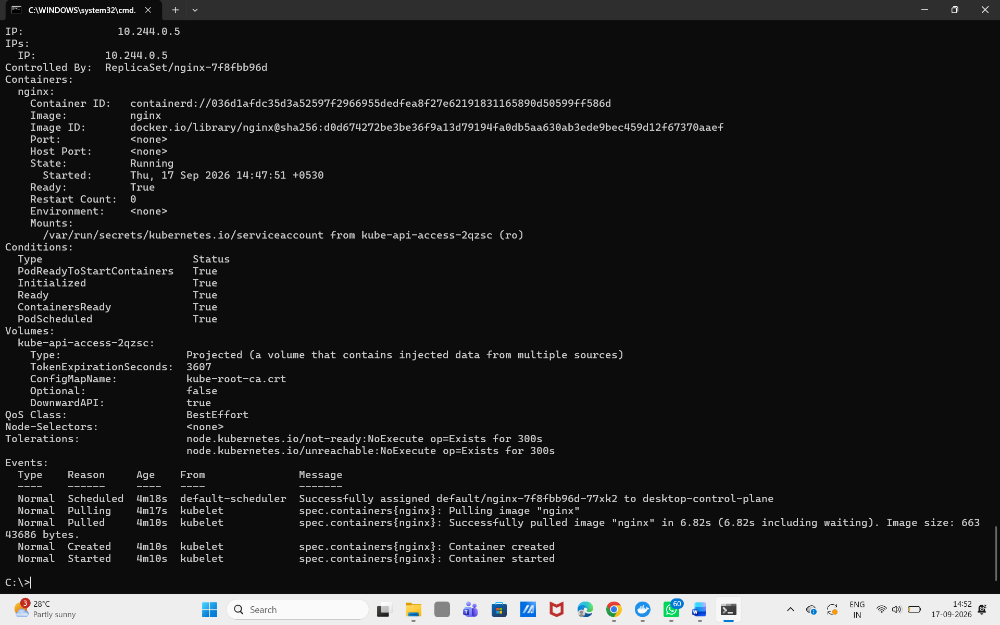 C:\WINDOWS\system32\cmd.
IP:                  10.244.0.5
IPs:
  IP:           10.244.0.5
Controlled By:  ReplicaSet/nginx-7f8fbb96d
Containers:
  nginx:
    Container ID:   containerd://036d1afdc35d3a52597f2966955dedfea8f27e62191831165890d50599ff586d
    Image:          nginx
    Image ID:       docker.io/library/nginx@sha256:d0d674272be3be36f9a13d79194fa0db5aa630ab3ede9bec459d12f67370aaef
    Port:           <none>
    Host Port:      <none>
    State:          Running
      Started:      Thu, 17 Sep 2026 14:47:51 +0530
    Ready:          True
    Restart Count:  0
    Environment:    <none>
    Mounts:
      /var/run/secrets/kubernetes.io/serviceaccount from kube-api-access-2qzsc (ro)
Conditions:
  Type                        Status
  PodReadyToStartContainers   True
  Initialized                 True
  Ready                       True
  ContainersReady             True
  PodScheduled                True
Volumes:
  kube-api-access-2qzsc:
    Type:                    Projected (a volume that contains injected data from multiple sources)
    TokenExpirationSeconds:  3607
    ConfigMapName:           kube-root-ca.crt
    Optional:                false
    DownwardAPI:             true
QoS Class:                   BestEffort
Node-Selectors:              <none>
Tolerations:                 node.kubernetes.io/not-ready:NoExecute op=Exists for 300s
                             node.kubernetes.io/unreachable:NoExecute op=Exists for 300s
Events:
  Type    Reason     Age   From               Message
  ----    ------     ----  ----               -------
  Normal  Scheduled  4m18s  default-scheduler  Successfully assigned default/nginx-7f8fbb96d-77xk2 to desktop-control-plane
  Normal  Pulling    4m17s  kubelet            spec.containers{nginx}: Pulling image "nginx"
  Normal  Pulled     4m10s  kubelet            spec.containers{nginx}: Successfully pulled image "nginx" in 6.82s (6.82s including waiting). Image size: 663
43686 bytes.
  Normal  Created    4m10s  kubelet            spec.containers{nginx}: Container created
  Normal  Started    4m10s  kubelet            spec.containers{nginx}: Container started
C:\>
3
28°C
Partly sunny
Search
60
ENG
IN
14:52
17-09-2026